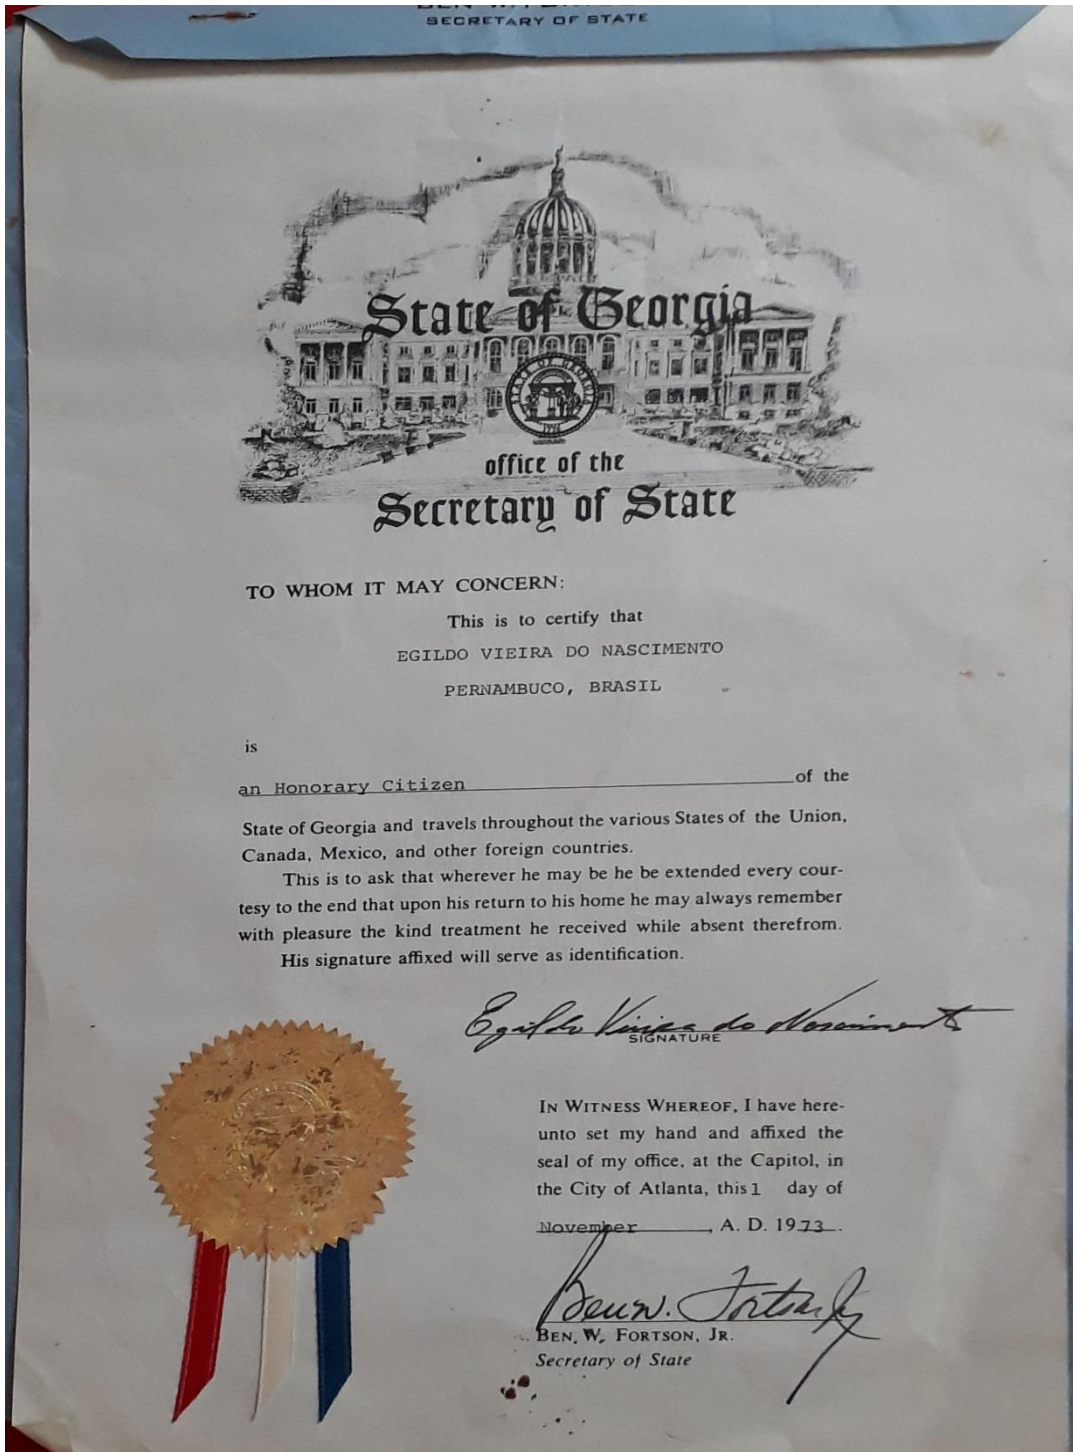 SECRETARY OF STATE
State of Georgia
STATE OF GEORGIA
1776
office of the
Secretary of State
TO WHOM IT MAY CONCERN:
This is to certify that
EGILDO VIEIRA DO NASCIMENTO
PERNAMBUCO, BRASIL
is
an Honorary Citizen of the
State of Georgia and travels throughout the various States of the Union,
Canada, Mexico, and other foreign countries.
This is to ask that wherever he may be he be extended every cour-
tesy to the end that upon his return to his home he may always remember
with pleasure the kind treatment he received while absent therefrom.
His signature affixed will serve as identification.
Egildo Vieira do Nascimento
SIGNATURE
IN WITNESS WHEREOF, I have here-
unto set my hand and affixed the
seal of my office, at the Capitol, in
the City of Atlanta, this 1 day of
November, A. D. 1973.
Ben W. Fortson Jr
BEN. W. FORTSON, JR.
Secretary of State